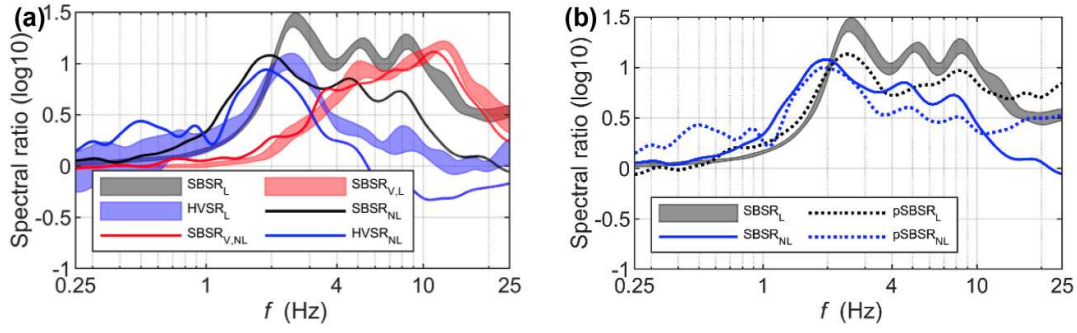 (a)
Spectral ratio (log10)
1.5
1
0.5
0
-0.5
-1
SBSR_L
HVSR_L
SBSR_V,NL
SBSR_V,L
SBSR_NL
HVSR_NL
0.25
1
4
10
25
f (Hz)
(b)
Spectral ratio (log10)
1.5
1
0.5
0
-0.5
-1
SBSR_L
SBSR_NL
pSBSR_L
pSBSR_NL
0.25
1
4
10
25
f (Hz)